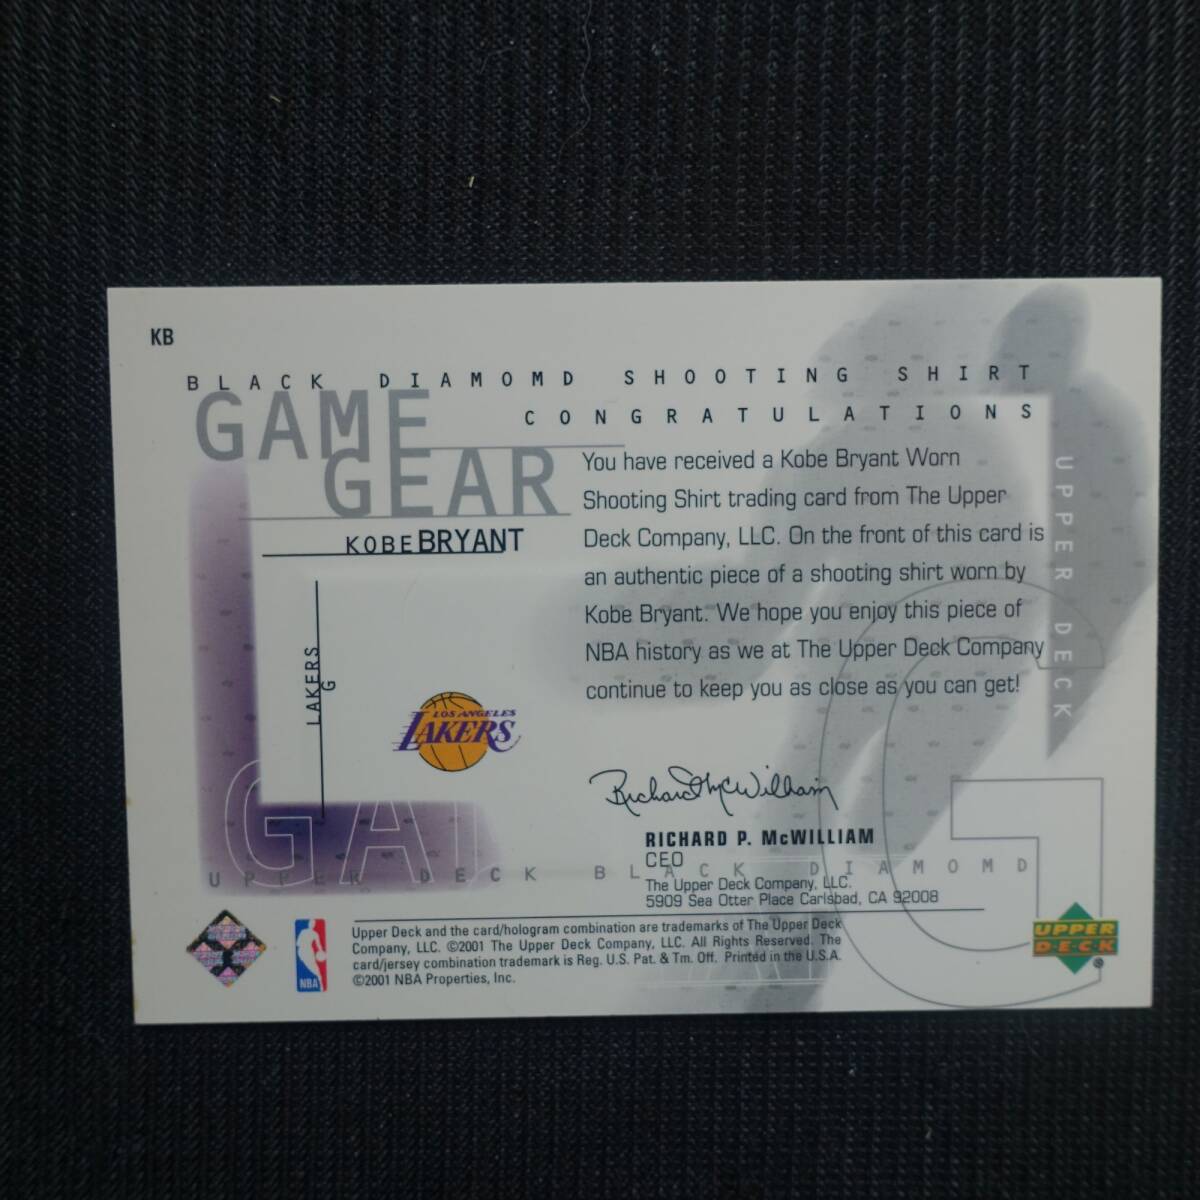 KB
BLACK DIAMOMD SHOOTING SHIRT
CONGRATULATIONS
GAME
GEAR
KOBE BRYANT
LAKERS
G
LOS ANGELES
LAKERS
You have received a Kobe Bryant Worn
Shooting Shirt trading card from The Upper
Deck Company, LLC. On the front of this card is
an authentic piece of a shooting shirt worn by
Kobe Bryant. We hope you enjoy this piece of
NBA history as we at The Upper Deck Company
continue to keep you as close as you can get!
UPPER DECK
Richard McWilliam
RICHARD P. McWILLIAM
CEO
The Upper Deck Company, LLC.
5909 Sea Otter Place Carlsbad, CA 92008
GA
G
UPPER DECK BLACK DIAMOMD
NBA
Upper Deck and the card/hologram combination are trademarks of The Upper Deck
Company, LLC. ©2001 The Upper Deck Company, LLC. All Rights Reserved. The
card/jersey combination trademark is Reg. U.S. Pat. & Tm. Off. Printed in the U.S.A.
©2001 NBA Properties, Inc.
UPPER
DECK
®